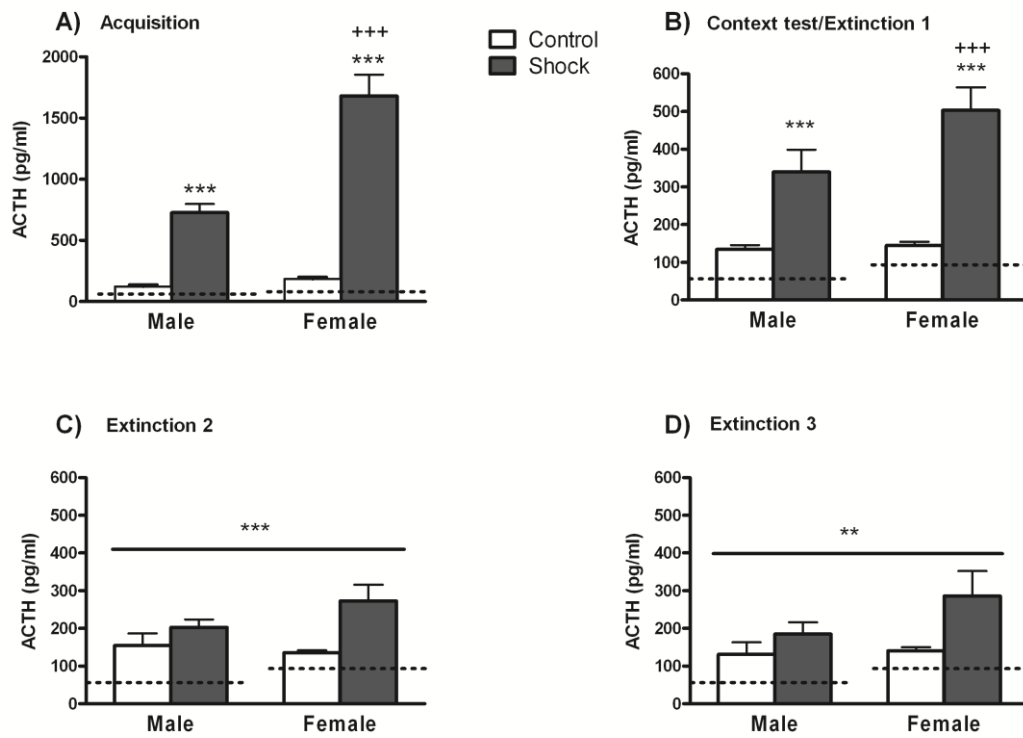 A) Acquisition
ACTH (pg/ml)
2000
1500
1000
500
0
***
+++
***
Male
Female
Control
Shock
B) Context test/Extinction 1
ACTH (pg/ml)
600
500
400
300
200
100
0
***
+++
***
Male
Female
C) Extinction 2
ACTH (pg/ml)
600
500
400
300
200
100
0
***
Male
Female
D) Extinction 3
ACTH (pg/ml)
600
500
400
300
200
100
0
**
Male
Female